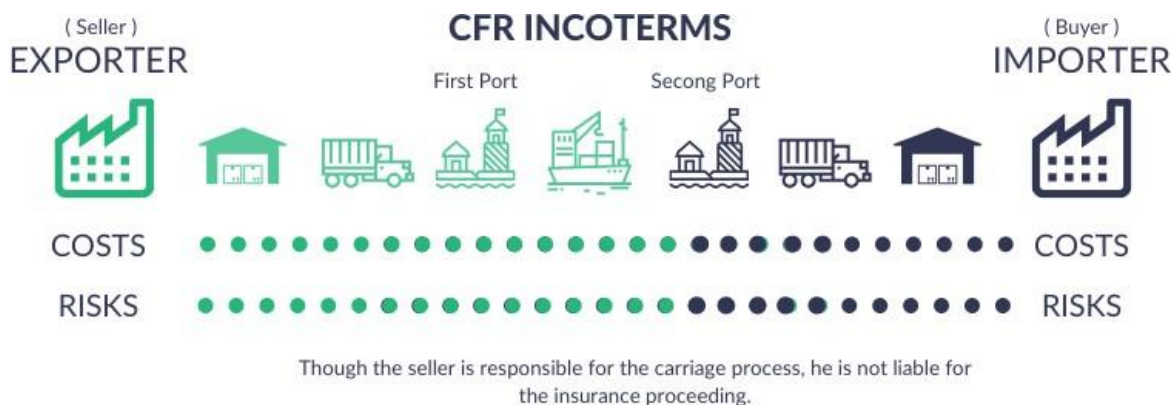 ( Seller )
EXPORTER
CFR INCOTERMS
( Buyer )
IMPORTER
First Port
Secong Port
COSTS
COSTS
RISKS
RISKS
Though the seller is responsible for the carriage process, he is not liable for
the insurance proceeding.